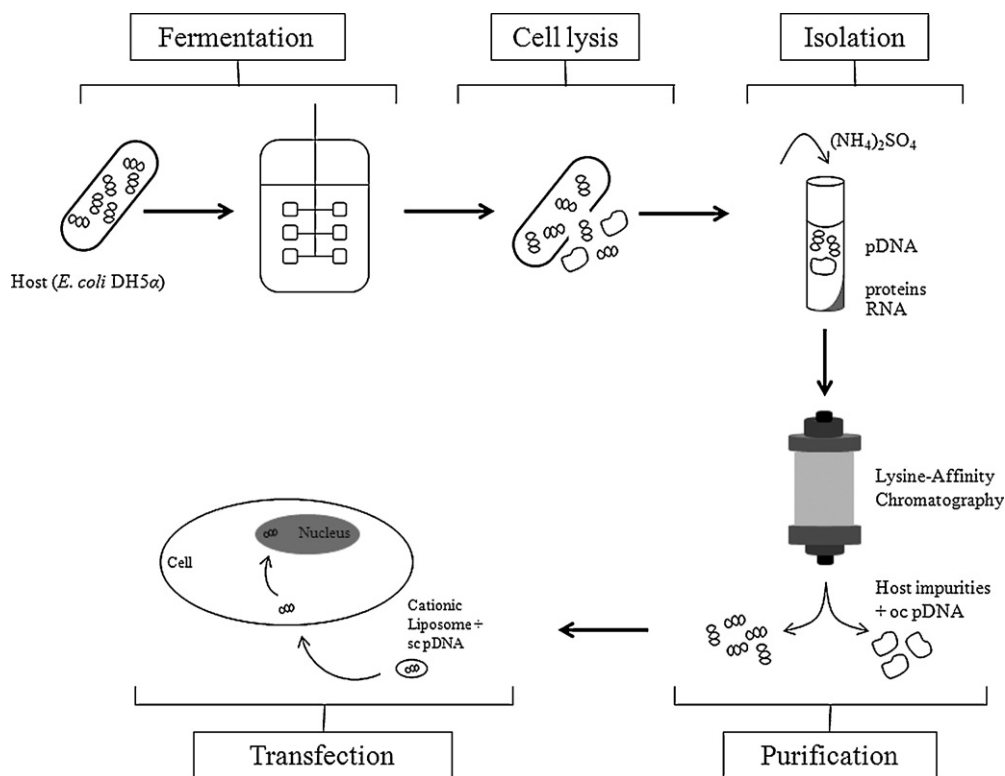 Fermentation
Cell lysis
Isolation
(NH₄)₂SO₄
Host (E. coli DH5α)
pDNA
proteins
RNA
Lysine-Affinity
Chromatography
Host impurities
+ oc pDNA
Nucleus
Cell
Cationic
Liposome +
sc pDNA
Transfection
Purification